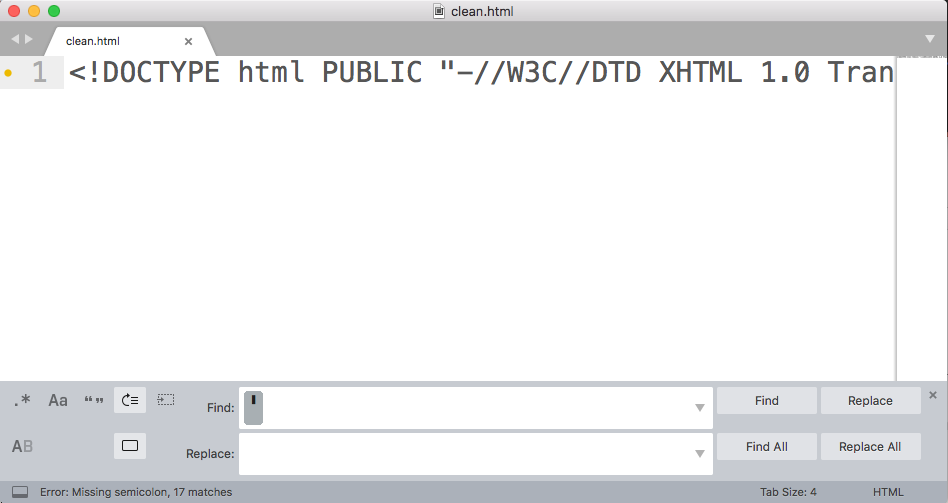 clean.html
clean.html
1 <!DOCTYPE html PUBLIC "-//W3C//DTD XHTML 1.0 Tran
.* Aa “” Find: ' Find Replace
AB Replace: Find All Replace All
Error: Missing semicolon, 17 matches Tab Size: 4 HTML